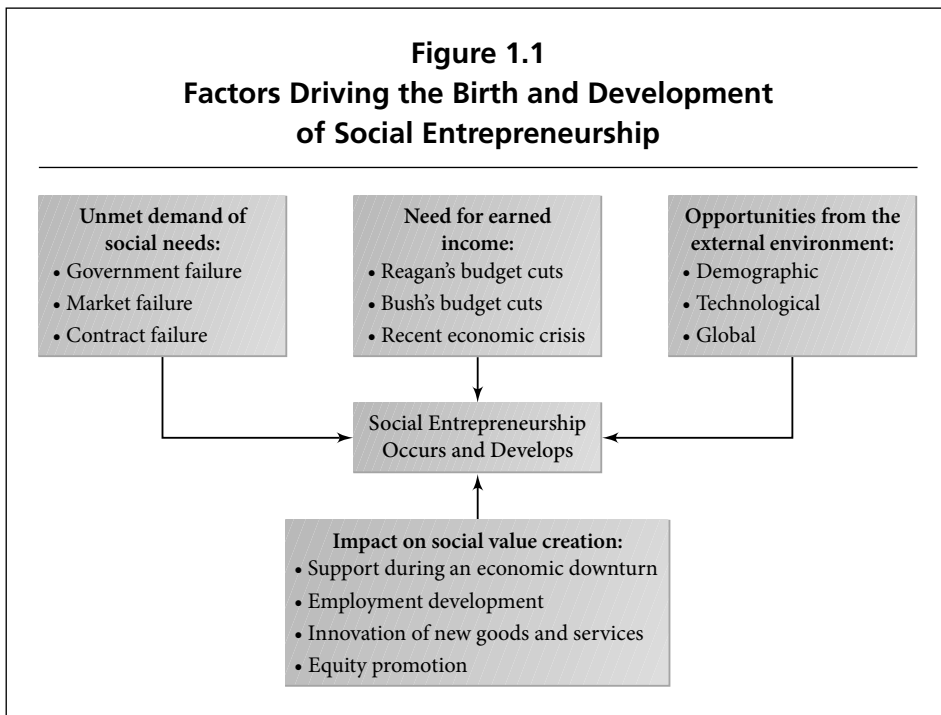 Figure 1.1
Factors Driving the Birth and Development
of Social Entrepreneurship
Unmet demand of
social needs:
• Government failure
• Market failure
• Contract failure
Need for earned
income:
• Reagan’s budget cuts
• Bush’s budget cuts
• Recent economic crisis
Opportunities from the
external environment:
• Demographic
• Technological
• Global
Social Entrepreneurship
Occurs and Develops
Impact on social value creation:
• Support during an economic downturn
• Employment development
• Innovation of new goods and services
• Equity promotion